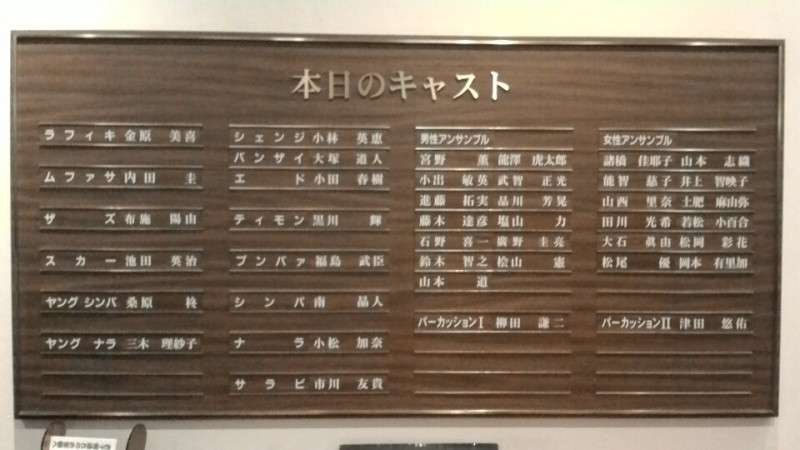 本日のキャスト
ラフィキ 金原 美喜
ムファサ 内田 圭
ザズ 布施 陽山
スカー 池田 英治
ヤングシンバ 桑原 柊
ヤングナラ 三木 理紗子
シェンジ 小林 英恵
バンザイ 大塚 道人
エド 小田 春樹
ティモン 黒川 輝
プンバァ 福島 武臣
シンバ 南 晶人
ナラ 小松 加奈
サラビ 市川 友貴
男性アンサンブル
宮野 薫 龍澤 虎太郎
小出 敏英 武智 正光
進藤 拓実 品川 芳晃
藤木 達彦 塩山 力
石野 喜一 廣野 圭亮
鈴木 智之 桧山 憲
山本 道
パーカッションI 柳田 謙二
女性アンサンブル
諸橋 佳耶子 山本 志織
熊智 慈子 井上 智映子
山西 里奈 土肥 麻由弥
田川 光希 若松 小百合
大石 眞由 松岡 彩花
松尾 優 岡本 有里加
パーカッションII 津田 悠佑